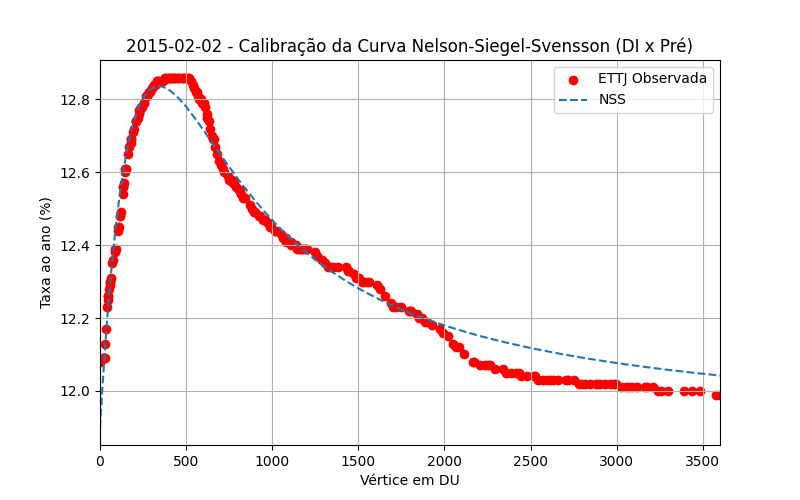 2015-02-02 - Calibração da Curva Nelson-Siegel-Svensson (DI x Pré)
ETTJ Observada
NSS
Taxa ao ano (%)
12.8
12.6
12.4
12.2
12.0
0 500 1000 1500 2000 2500 3000 3500
Vértice em DU